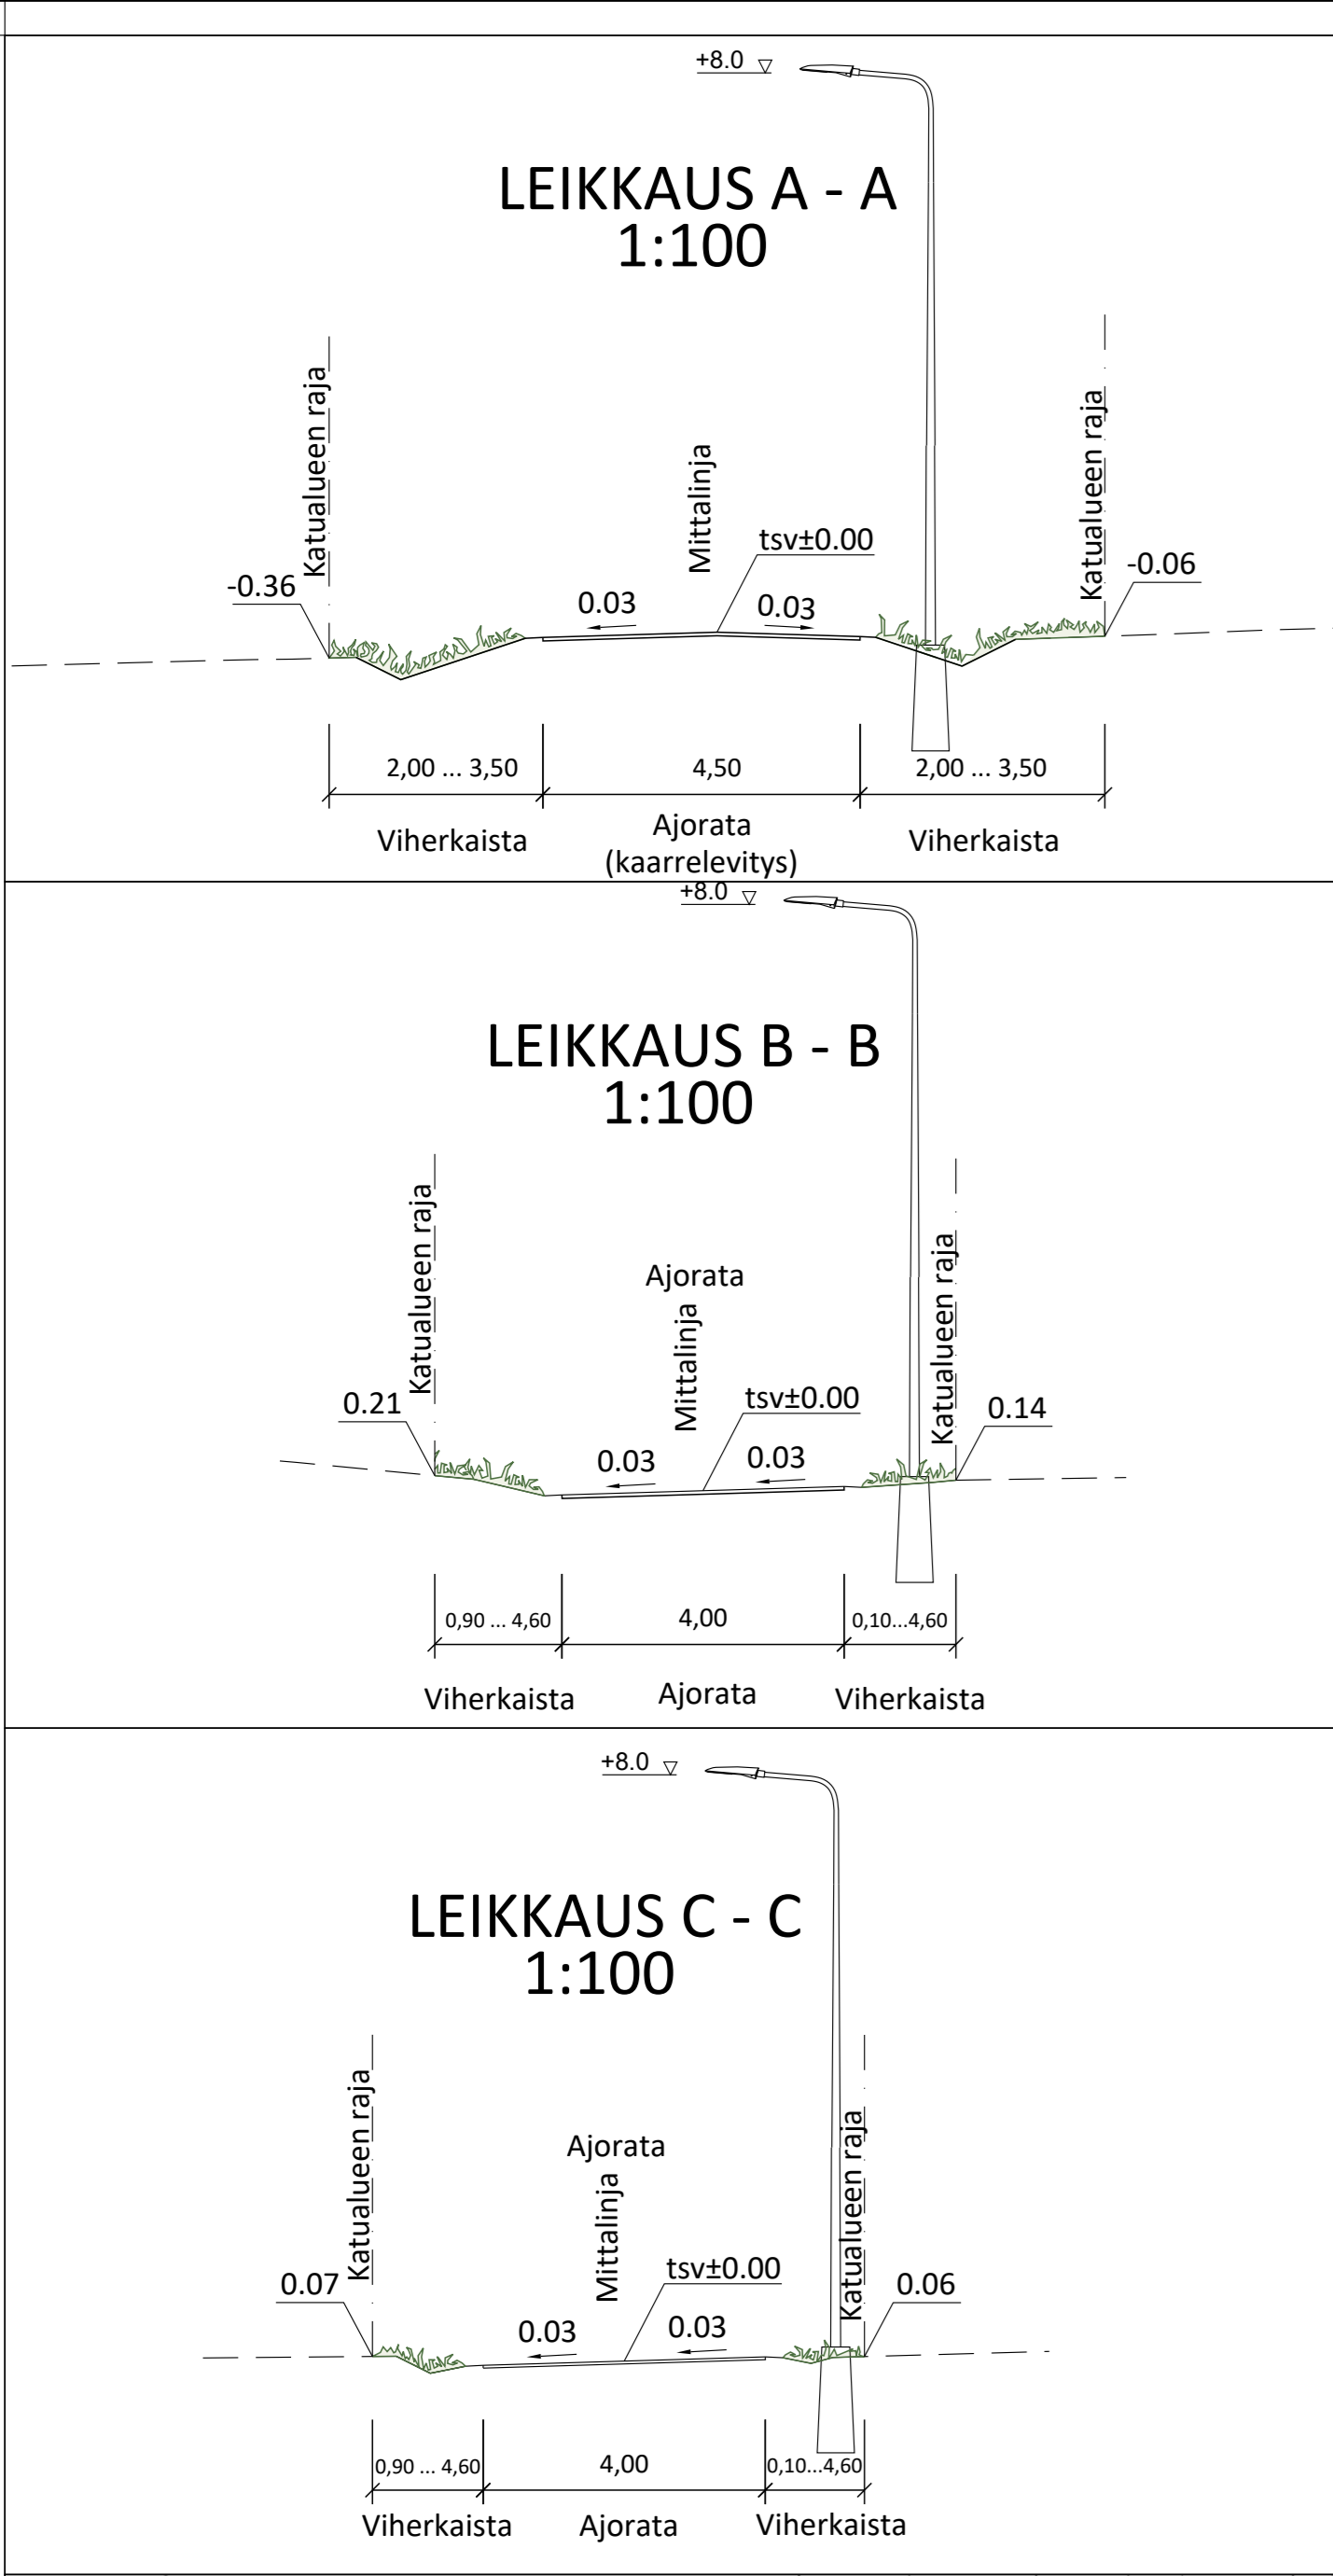 +8.0
LEIKKAUS A - A
1:100
Katualueen raja
Mittalinja
Katualueen raja
tsv±0.00
-0.36
-0.06
0.03
0.03
2,00 ... 3,50
4,50
2,00 ... 3,50
Viherkaista
Ajorata
(kaarrelevitys)
Viherkaista
+8.0
LEIKKAUS B - B
1:100
Katualueen raja
Ajorata
Mittalinja
Katualueen raja
tsv±0.00
0.21
0.14
0.03
0.03
0,90 ... 4,60
4,00
0,10...4,60
Viherkaista
Ajorata
Viherkaista
+8.0
LEIKKAUS C - C
1:100
Katualueen raja
Ajorata
Mittalinja
Katualueen raja
tsv±0.00
0.07
0.06
0.03
0.03
0,90 ... 4,60
4,00
0,10...4,60
Viherkaista
Ajorata
Viherkaista